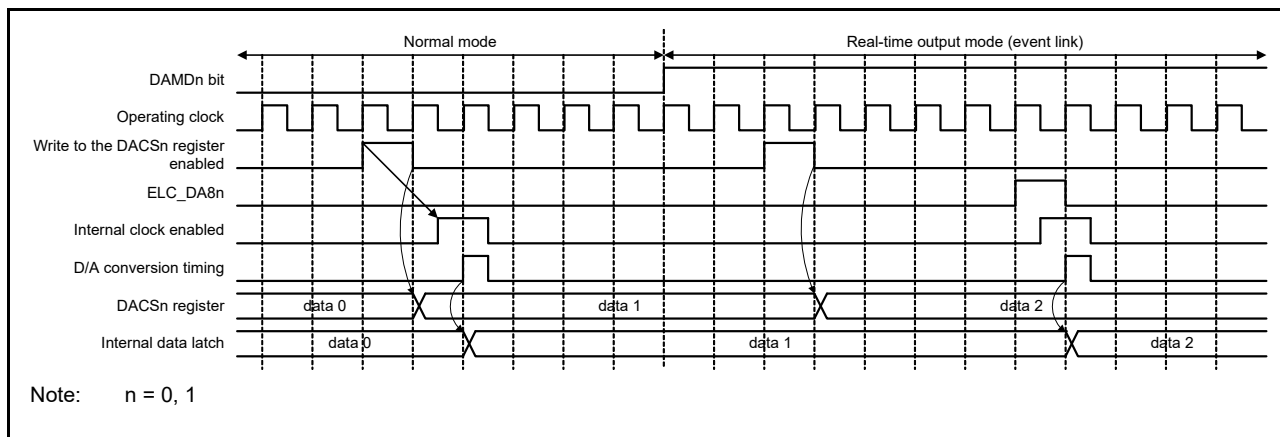 Normal mode
Real-time output mode (event link)
DAMDn bit
Operating clock
Write to the DACSn register
enabled
ELC_DA8n
Internal clock enabled
D/A conversion timing
DACSn register
data 0
data 1
data 2
Internal data latch
data 0
data 1
data 2
Note: n = 0, 1